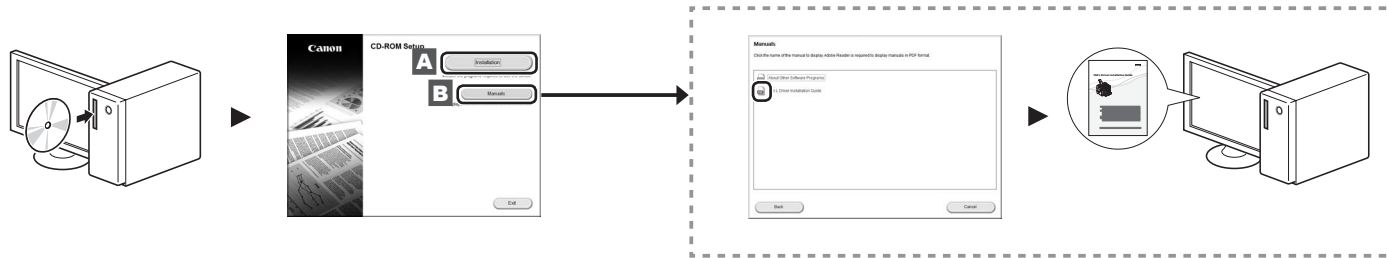 Canon
CD-ROM Setup
A
Installation
B
Manuals
Exit
Manuals
Click the name of the manual to display. Adobe Reader is required to display manuals in PDF format.
About Other Software Programs
Driver Installation Guide
Back
Cancel